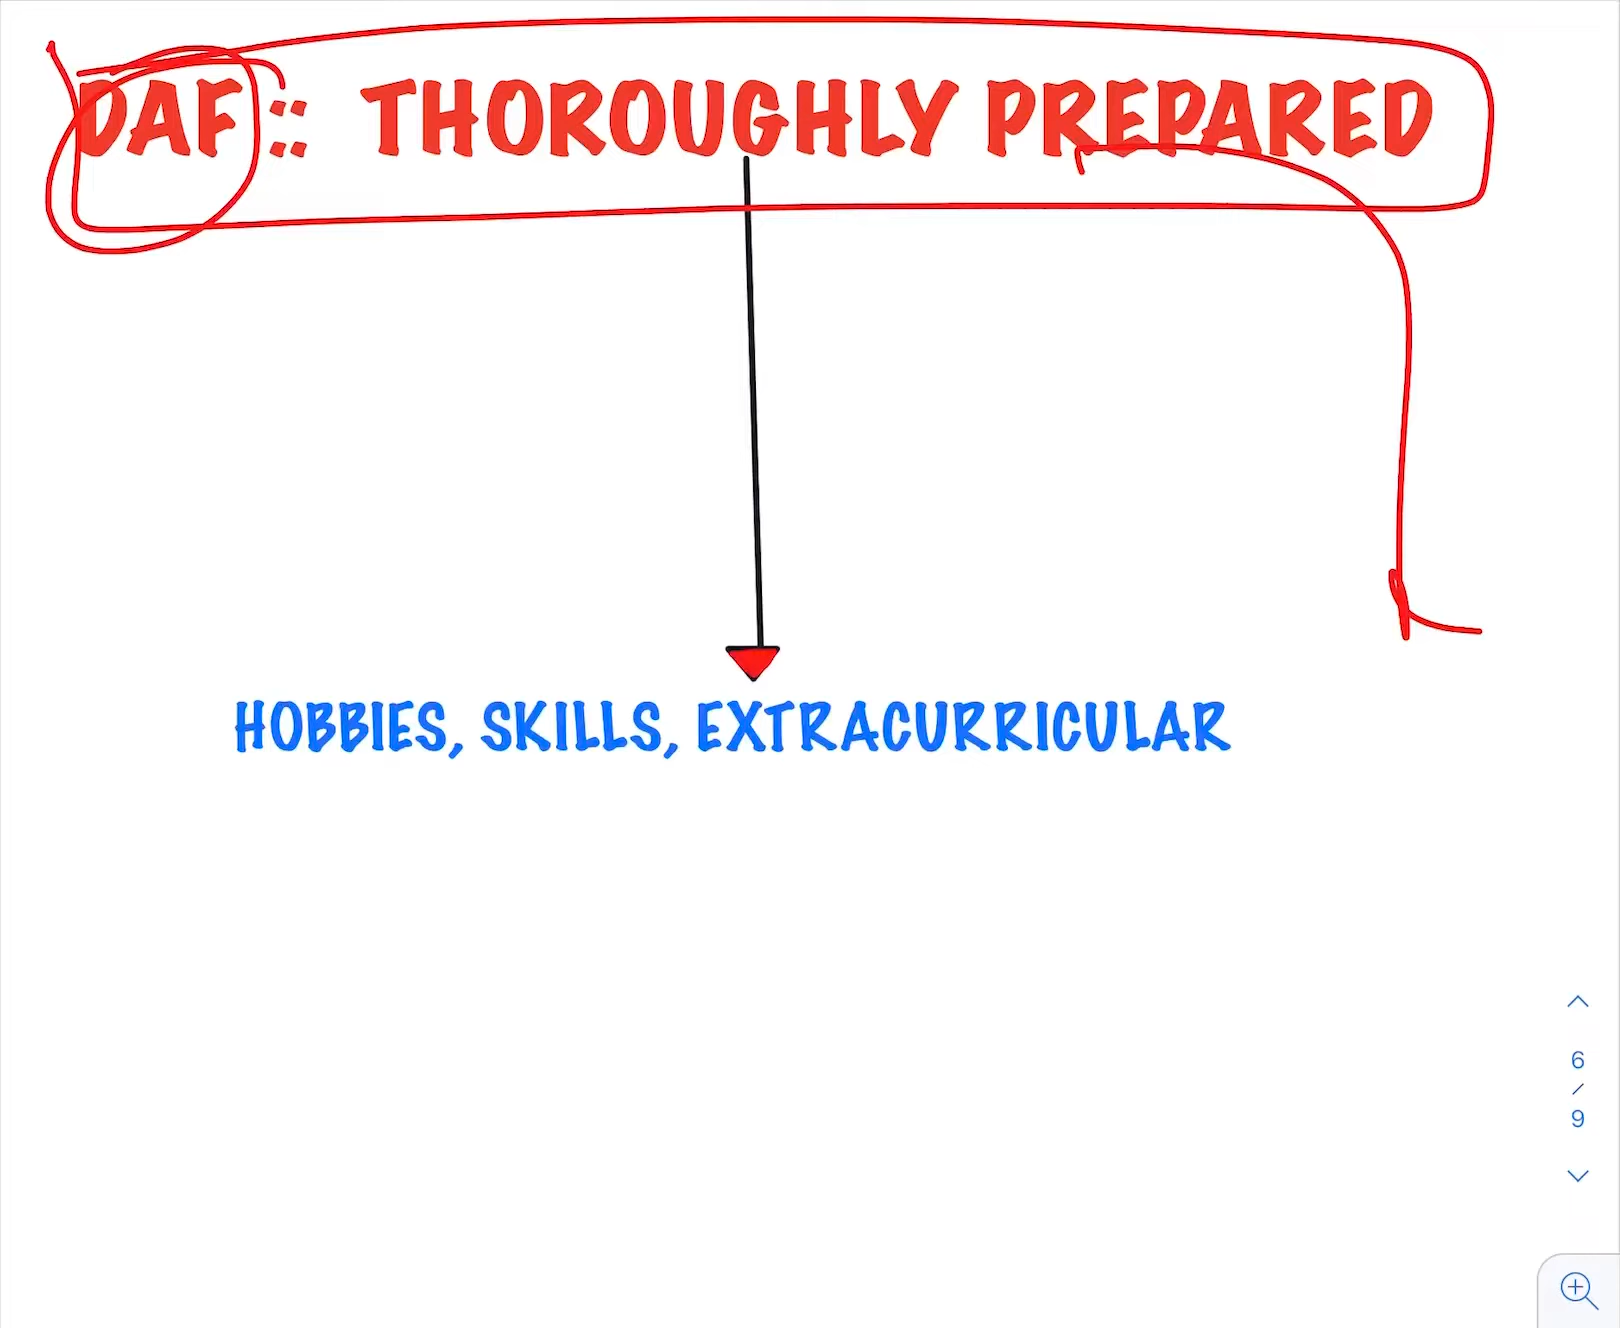 DAF:: THOROUGHLY PREPARED
HOBBIES, SKILLS, EXTRACURRICULAR
6
/
9